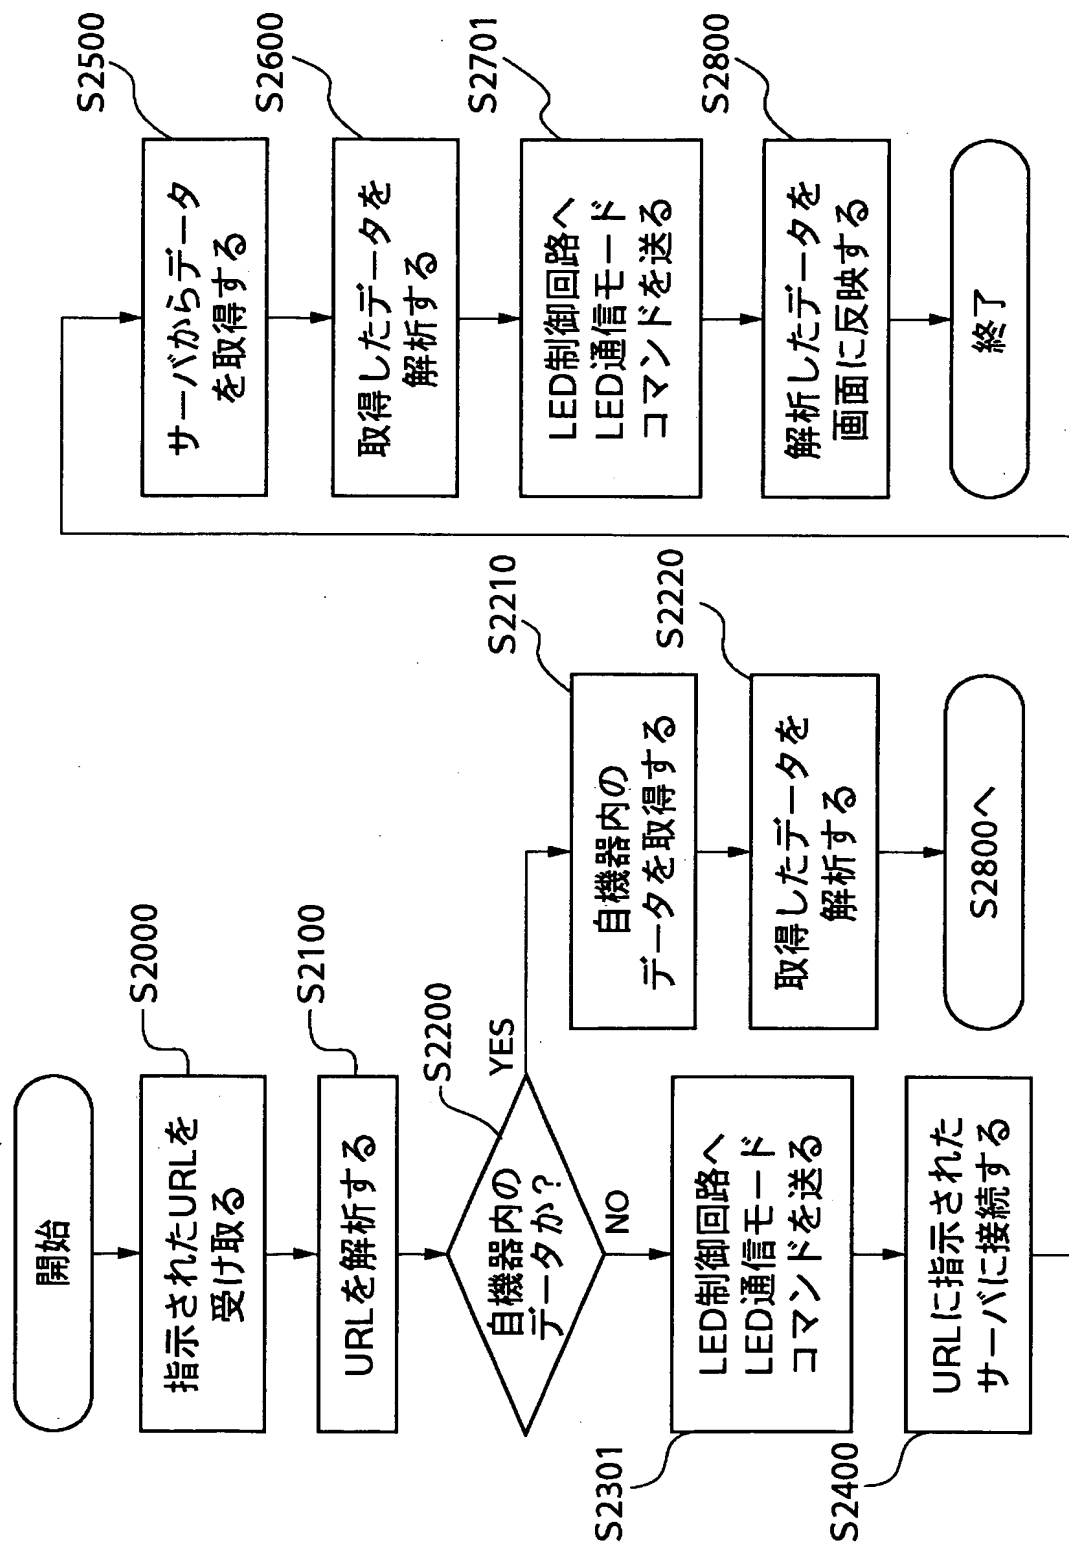 開始
指示されたURLを
受け取る
S2000
URLを解析する
S2100
自機器内の
データか?
S2200
YES
NO
LED制御回路へ
LED通信モード
コマンドを送る
S2301
URLに指示された
サーバに接続する
S2400
自機器内の
データを取得する
S2210
取得したデータを
解析する
S2220
S2800へ
サーバからデータ
を取得する
S2500
取得したデータを
解析する
S2600
LED制御回路へ
LED通信モード
コマンドを送る
S2701
解析したデータを
画面に反映する
S2800
終了